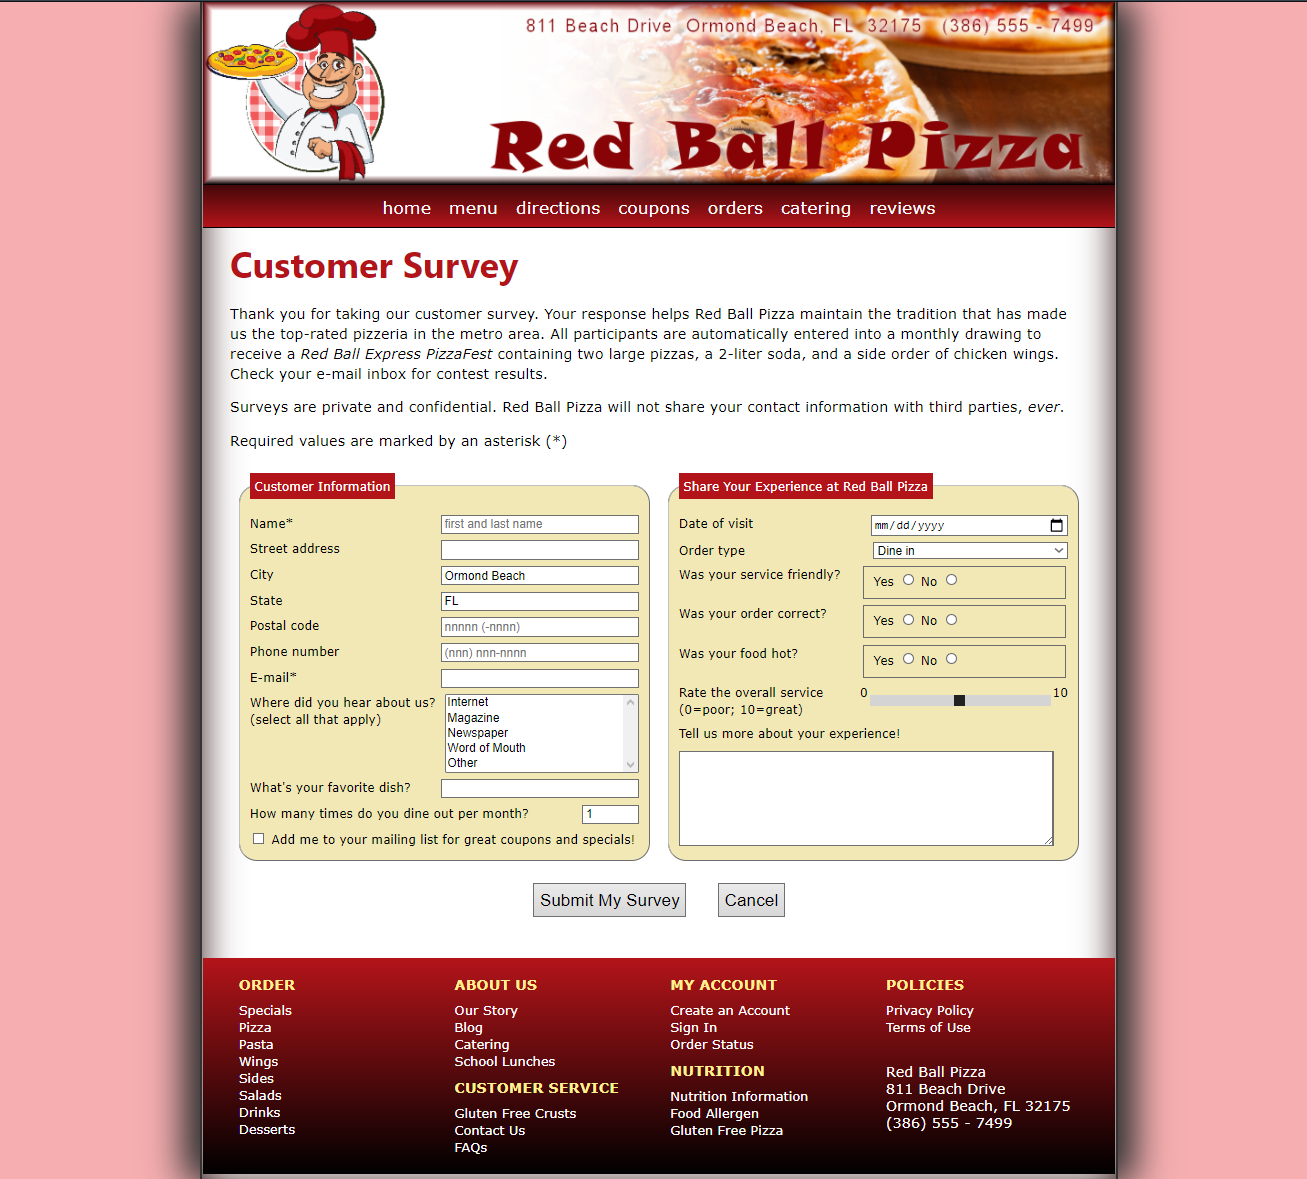 811 Beach Drive Ormond Beach, FL 32175 (386) 555 - 7499
Red Ball Pizza
home menu directions coupons orders catering reviews
Customer Survey
Thank you for taking our customer survey. Your response helps Red Ball Pizza maintain the tradition that has made
us the top-rated pizzeria in the metro area. All participants are automatically entered into a monthly drawing to
receive a Red Ball Express PizzaFest containing two large pizzas, a 2-liter soda, and a side order of chicken wings.
Check your e-mail inbox for contest results.
Surveys are private and confidential. Red Ball Pizza will not share your contact information with third parties, ever.
Required values are marked by an asterisk (*)
Customer Information
Name* first and last name
Street address
City Ormond Beach
State FL
Postal code nnnnn (-nnnn)
Phone number (nnn) nnn-nnnn
E-mail*
Where did you hear about us?
(select all that apply)
Internet
Magazine
Newspaper
Word of Mouth
Other
What's your favorite dish?
How many times do you dine out per month? 1
Add me to your mailing list for great coupons and specials!
Share Your Experience at Red Ball Pizza
Date of visit mm/dd/yyyy
Order type Dine in
Was your service friendly? Yes No
Was your order correct? Yes No
Was your food hot? Yes No
Rate the overall service 0 10
(0=poor; 10=great)
Tell us more about your experience!
Submit My Survey Cancel
ORDER
Specials
Pizza
Pasta
Wings
Sides
Salads
Drinks
Desserts
ABOUT US
Our Story
Blog
Catering
School Lunches
CUSTOMER SERVICE
Gluten Free Crusts
Contact Us
FAQs
MY ACCOUNT
Create an Account
Sign In
Order Status
NUTRITION
Nutrition Information
Food Allergen
Gluten Free Pizza
POLICIES
Privacy Policy
Terms of Use
Red Ball Pizza
811 Beach Drive
Ormond Beach, FL 32175
(386) 555 - 7499